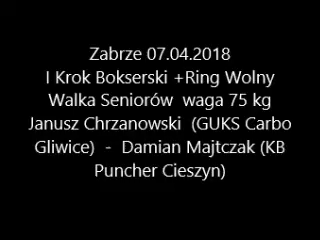 Zabrze 07.04.2018
I Krok Bokserski +Ring Wolny
Walka Seniorów  waga 75 kg
Janusz Chrzanowski  (GUKS Carbo
Gliwice)  -  Damian Majtczak (KB
Puncher Cieszyn)